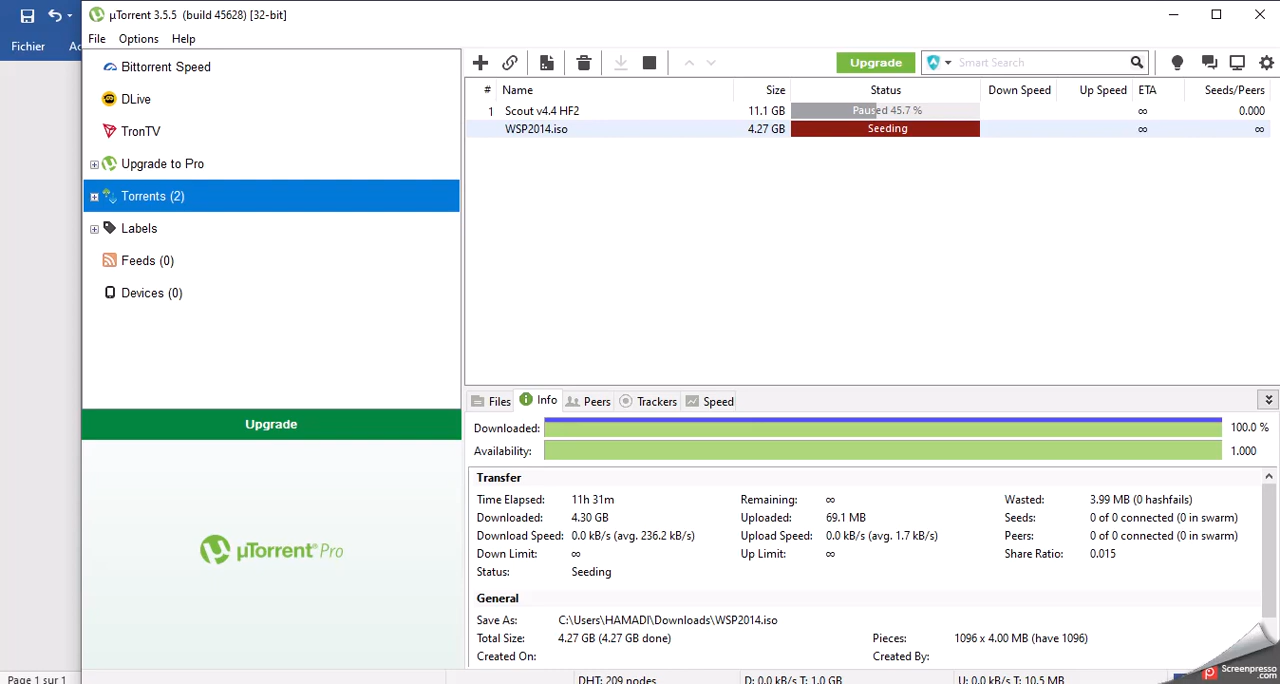 µTorrent 3.5.5 (build 45628) [32-bit]
Fichier
File Options Help
Bittorrent Speed
DLive
TronTV
Upgrade to Pro
Torrents (2)
Labels
Feeds (0)
Devices (0)
Upgrade
µTorrent® Pro
Upgrade
Smart Search
# Name Size Status Down Speed Up Speed ETA Seeds/Peers
1 Scout v4.4 HF2 11.1 GB Paused 45.7 % ∞ 0.000
WSP2014.iso 4.27 GB Seeding ∞ ∞
Files Info Peers Trackers Speed
Downloaded: 100.0 %
Availability: 1.000
Transfer
Time Elapsed: 11h 31m Remaining: ∞ Wasted: 3.99 MB (0 hashfails)
Downloaded: 4.30 GB Uploaded: 69.1 MB Seeds: 0 of 0 connected (0 in swarm)
Download Speed: 0.0 kB/s (avg. 236.2 kB/s) Upload Speed: 0.0 kB/s (avg. 1.7 kB/s) Peers: 0 of 0 connected (0 in swarm)
Down Limit: ∞ Up Limit: ∞ Share Ratio: 0.015
Status: Seeding
General
Save As: C:\Users\HAMADI\Downloads\WSP2014.iso
Total Size: 4.27 GB (4.27 GB done) Pieces: 1096 x 4.00 MB (have 1096)
Created On: Created By:
Page 1 sur 1
DHT: 209 nodes D: 0.0 kB/s T: 1.0 GB U: 0.0 kB/s T: 10.5 MB
Screenpresso
.com